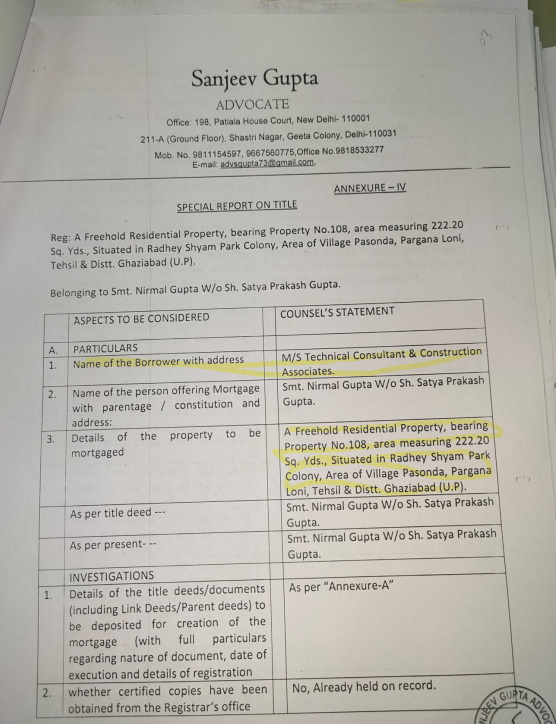 Sanjeev Gupta
ADVOCATE
Office: 198, Patiala House Court, New Delhi- 110001
211-A (Ground Floor), Shastri Nagar, Geeta Colony, Delhi-110031
Mob. No. 9811154597, 9667560775,Office No.9818533277
E-mail: advsgupta73@gmail.com.
ANNEXURE – IV
SPECIAL REPORT ON TITLE
Reg: A Freehold Residential Property, bearing Property No.108, area measuring 222.20
Sq. Yds., Situated in Radhey Shyam Park Colony, Area of Village Pasonda, Pargana Loni,
Tehsil & Distt. Ghaziabad (U.P).
Belonging to Smt. Nirmal Gupta W/o Sh. Satya Prakash Gupta.
ASPECTS TO BE CONSIDERED
COUNSEL'S STATEMENT
A. PARTICULARS
1. Name of the Borrower with address
M/S Technical Consultant & Construction
Associates.
2. Name of the person offering Mortgage
with parentage / constitution and
address:
Smt. Nirmal Gupta W/o Sh. Satya Prakash
Gupta.
3. Details of the property to be
mortgaged
A Freehold Residential Property, bearing
Property No.108, area measuring 222.20
Sq. Yds., Situated in Radhey Shyam Park
Colony, Area of Village Pasonda, Pargana
Loni, Tehsil & Distt. Ghaziabad (U.P).
As per title deed ---
Smt. Nirmal Gupta W/o Sh. Satya Prakash
Gupta.
As per present- --
Smt. Nirmal Gupta W/o Sh. Satya Prakash
Gupta.
INVESTIGATIONS
1. Details of the title deeds/documents
(including Link Deeds/Parent deeds) to
be deposited for creation of the
mortgage (with full particulars
regarding nature of document, date of
execution and details of registration
As per "Annexure-A"
2. whether certified copies have been
obtained from the Registrar's office
No, Already held on record.
GUPTA